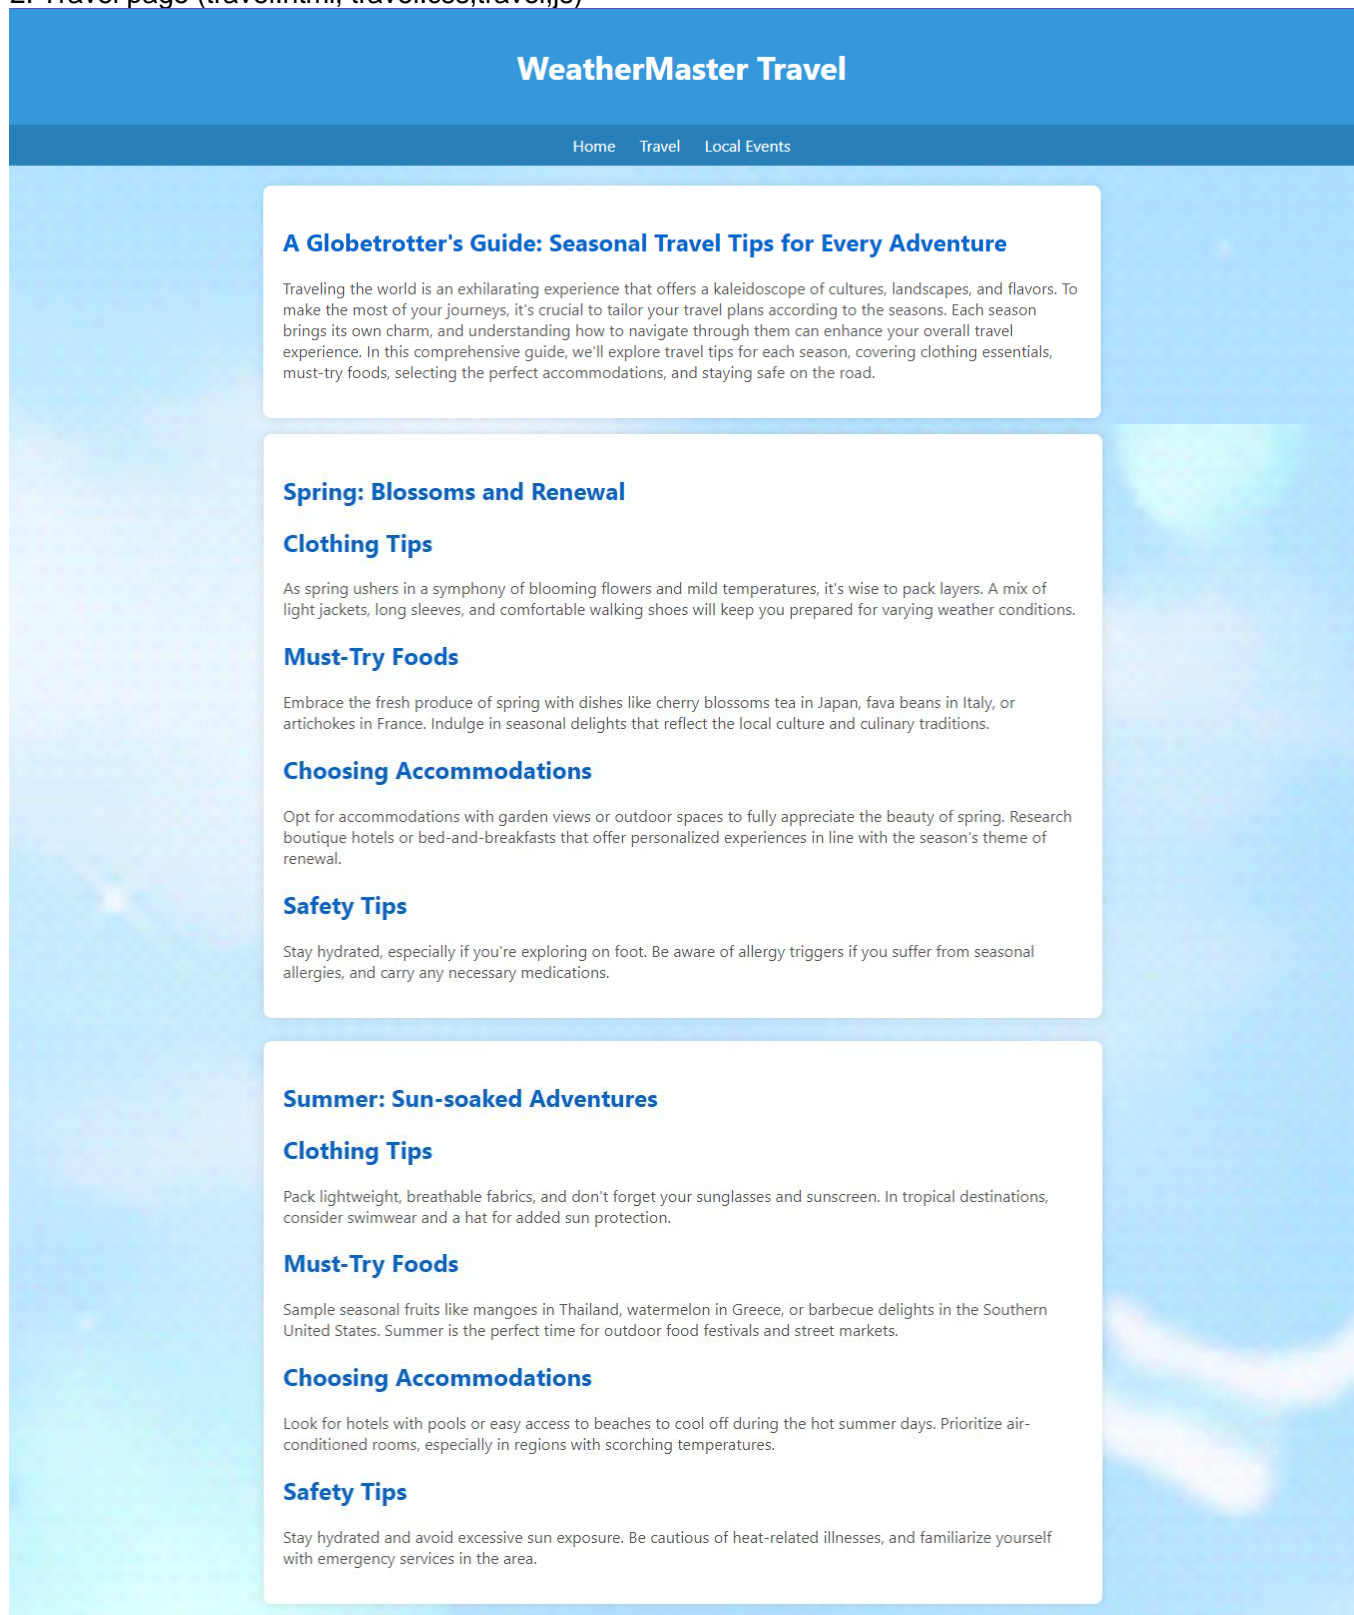 2. Travel page (travel.html, travel.css,travel,js)
WeatherMaster Travel
Home Travel Local Events
A Globetrotter's Guide: Seasonal Travel Tips for Every Adventure
Traveling the world is an exhilarating experience that offers a kaleidoscope of cultures, landscapes, and flavors. To
make the most of your journeys, it's crucial to tailor your travel plans according to the seasons. Each season
brings its own charm, and understanding how to navigate through them can enhance your overall travel
experience. In this comprehensive guide, we'll explore travel tips for each season, covering clothing essentials,
must-try foods, selecting the perfect accommodations, and staying safe on the road.
Spring: Blossoms and Renewal
Clothing Tips
As spring ushers in a symphony of blooming flowers and mild temperatures, it's wise to pack layers. A mix of
light jackets, long sleeves, and comfortable walking shoes will keep you prepared for varying weather conditions.
Must-Try Foods
Embrace the fresh produce of spring with dishes like cherry blossoms tea in Japan, fava beans in Italy, or
artichokes in France. Indulge in seasonal delights that reflect the local culture and culinary traditions.
Choosing Accommodations
Opt for accommodations with garden views or outdoor spaces to fully appreciate the beauty of spring. Research
boutique hotels or bed-and-breakfasts that offer personalized experiences in line with the season's theme of
renewal.
Safety Tips
Stay hydrated, especially if you're exploring on foot. Be aware of allergy triggers if you suffer from seasonal
allergies, and carry any necessary medications.
Summer: Sun-soaked Adventures
Clothing Tips
Pack lightweight, breathable fabrics, and don't forget your sunglasses and sunscreen. In tropical destinations,
consider swimwear and a hat for added sun protection.
Must-Try Foods
Sample seasonal fruits like mangoes in Thailand, watermelon in Greece, or barbecue delights in the Southern
United States. Summer is the perfect time for outdoor food festivals and street markets.
Choosing Accommodations
Look for hotels with pools or easy access to beaches to cool off during the hot summer days. Prioritize air-
conditioned rooms, especially in regions with scorching temperatures.
Safety Tips
Stay hydrated and avoid excessive sun exposure. Be cautious of heat-related illnesses, and familiarize yourself
with emergency services in the area.